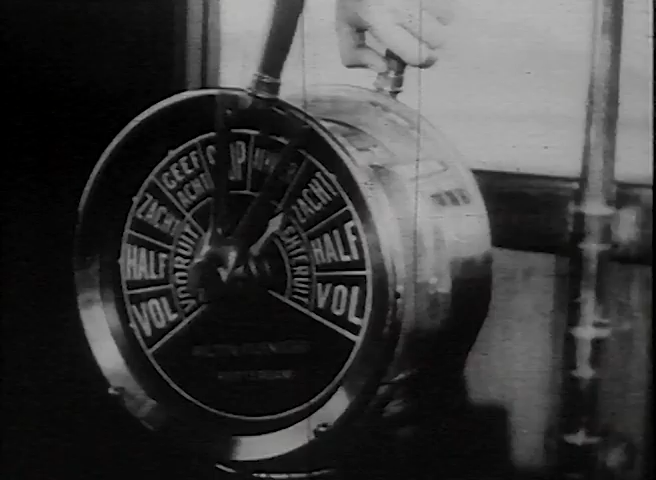 VOL
HALF
ZACHT
GEEF
ACHT
STOP
ZACHT
HALF
VOL
VOORUIT
ACHTERUIT